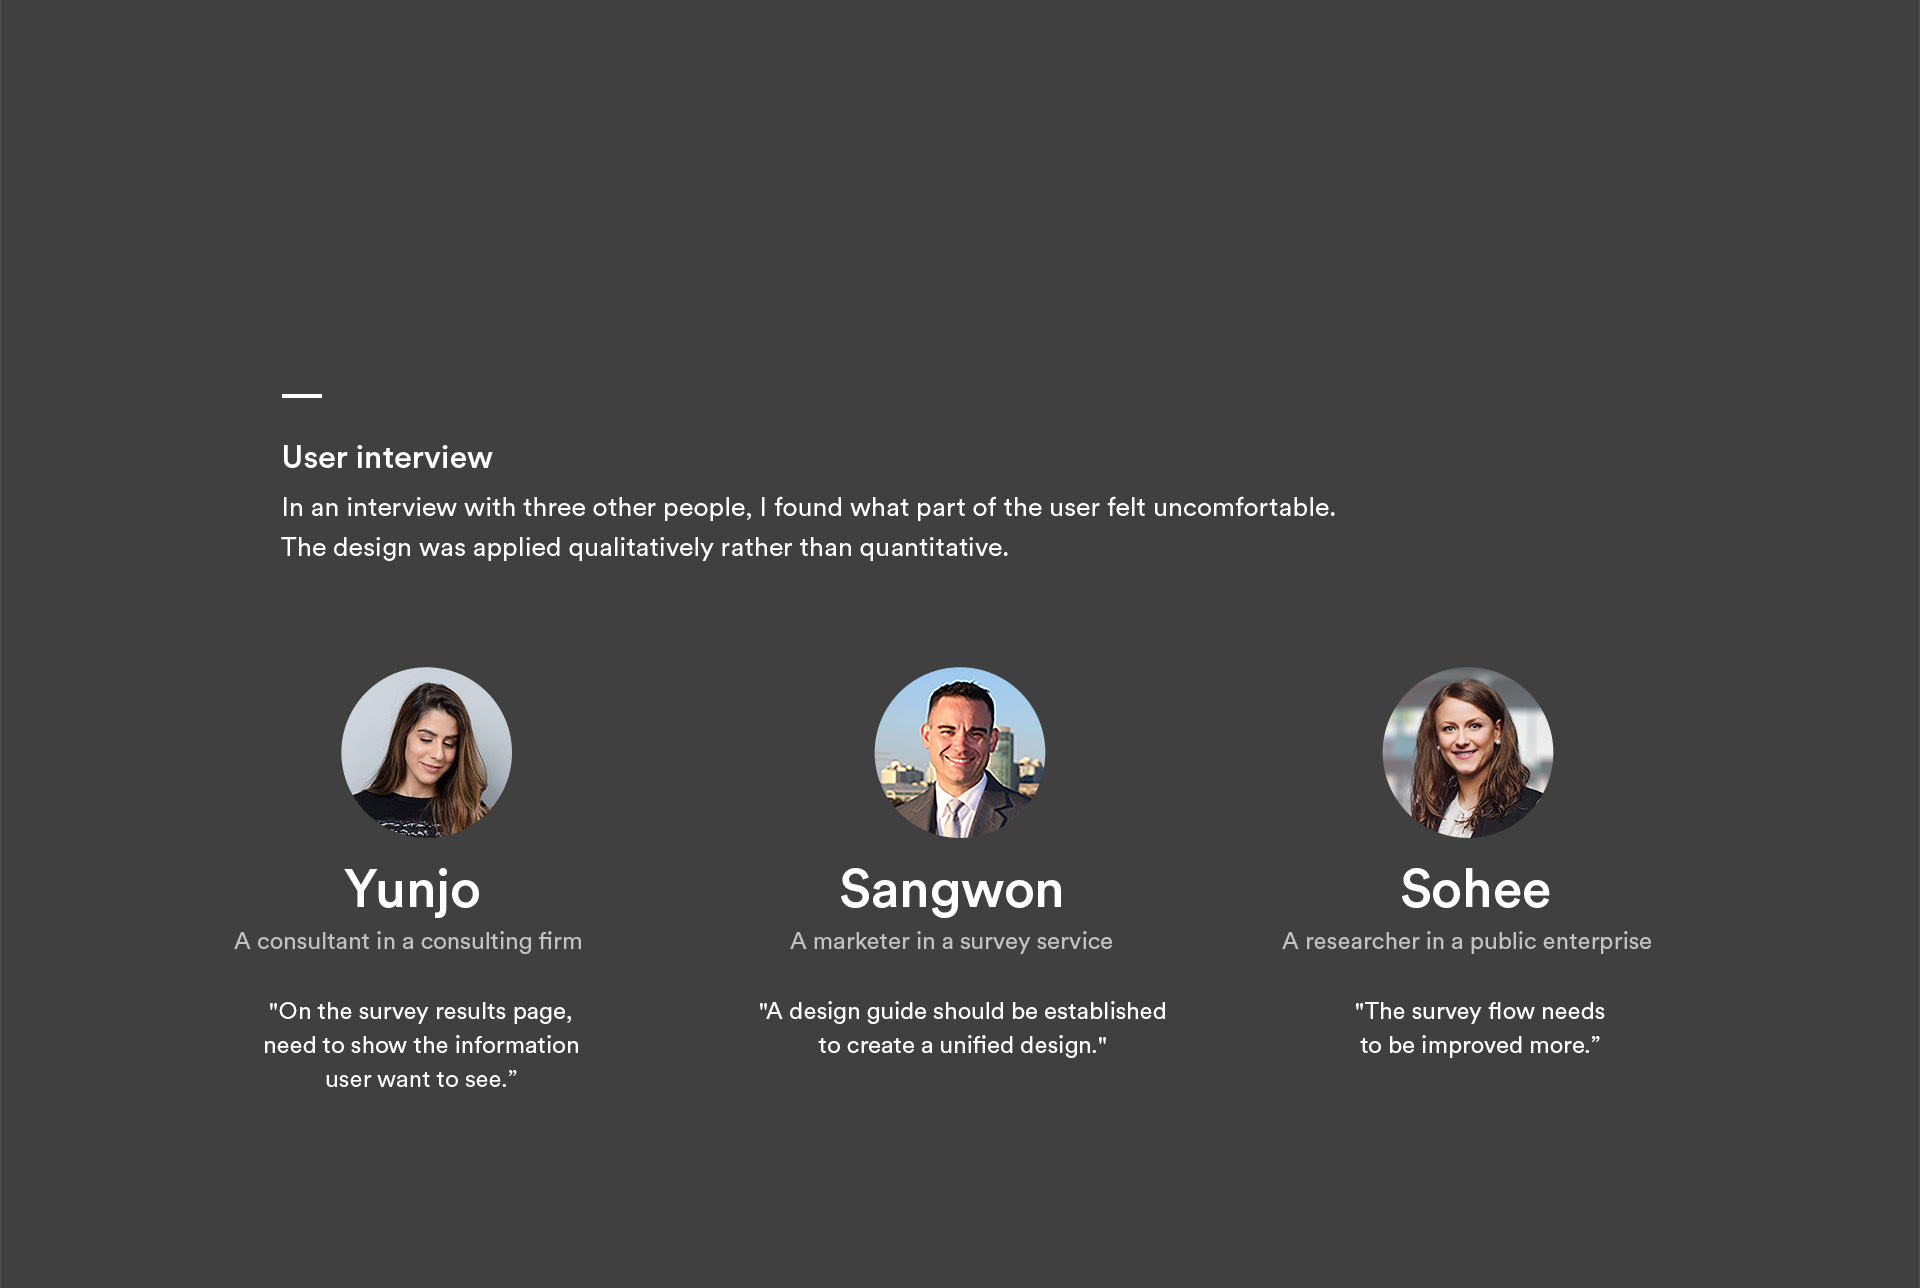 User interview
In an interview with three other people, I found what part of the user felt uncomfortable.
The design was applied qualitatively rather than quantitative.
Yunjo
A consultant in a consulting firm
"On the survey results page,
need to show the information
user want to see.”
Sangwon
A marketer in a survey service
"A design guide should be established
to create a unified design."
Sohee
A researcher in a public enterprise
"The survey flow needs
to be improved more.”